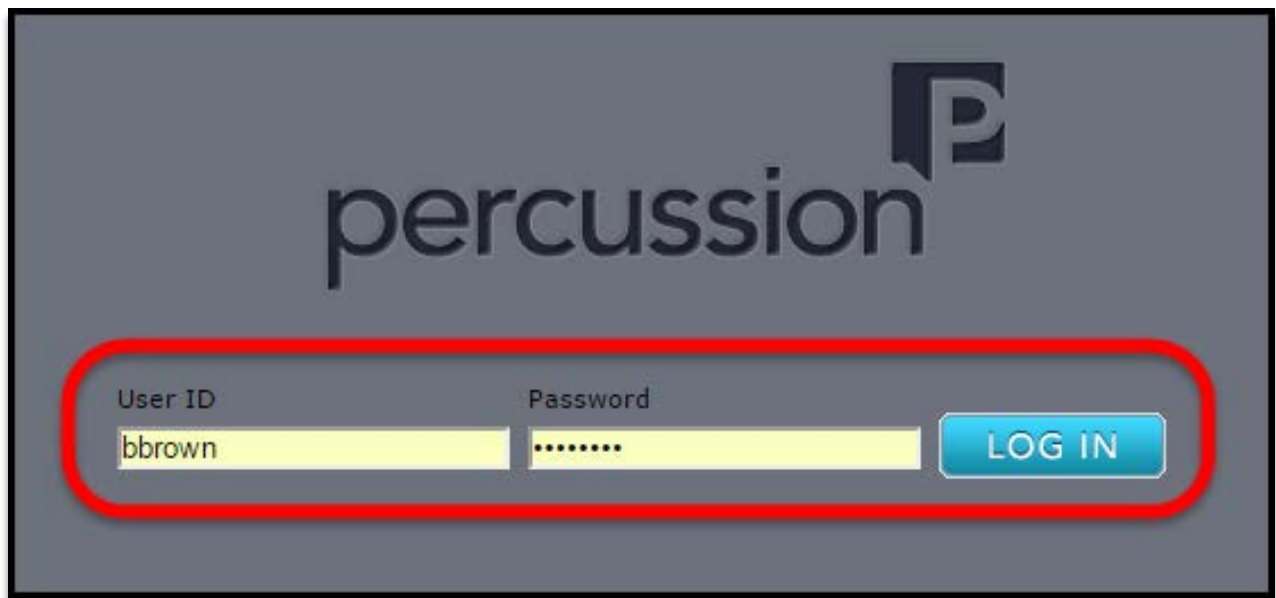 P
percussion
User ID
Password
bbrown
••••••••
LOG IN